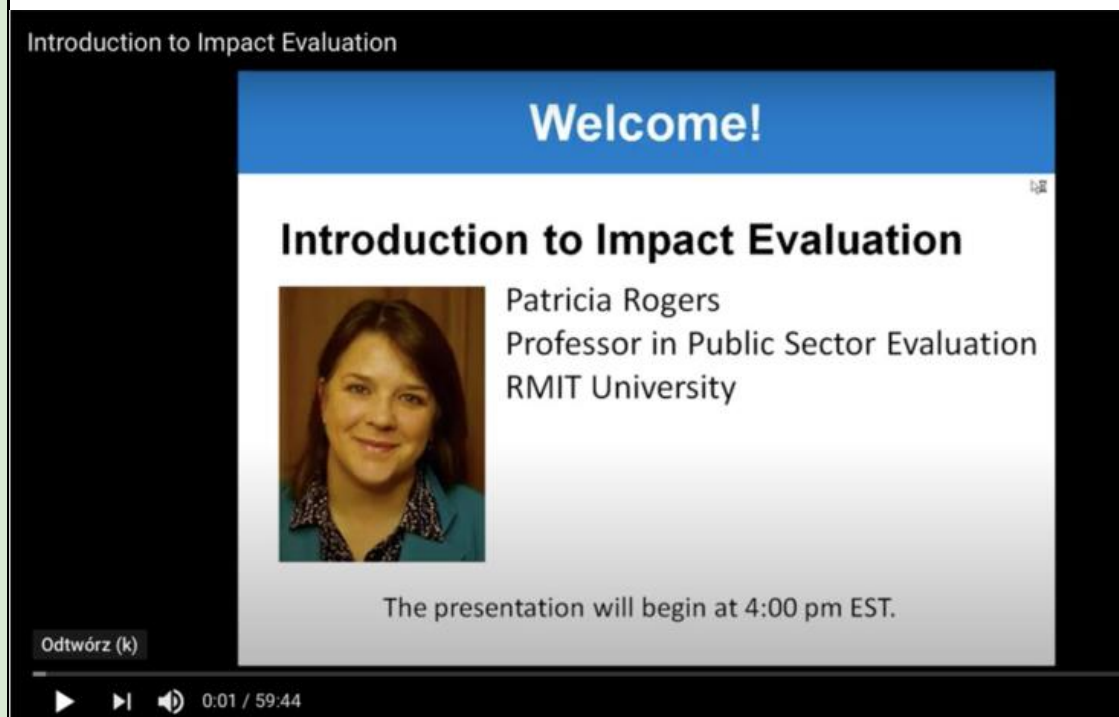 Introduction to Impact Evaluation
Welcome!
Introduction to Impact Evaluation
Patricia Rogers
Professor in Public Sector Evaluation
RMIT University
The presentation will begin at 4:00 pm EST.
Odtwórz (k)
0:01 / 59:44